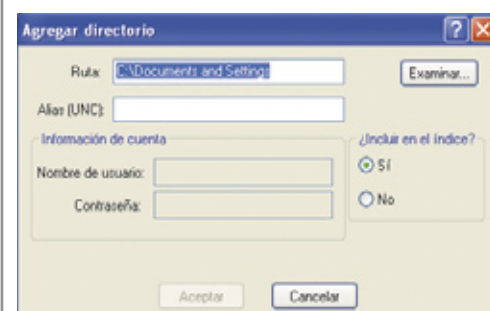 Agregar directorio
Ruta: C:\Documents and Settings
Examinar...
Alias (UNC):
Información de cuenta
¿Incluir en el índice?
Nombre de usuario:
Sí
Contraseña:
No
Aceptar
Cancelar